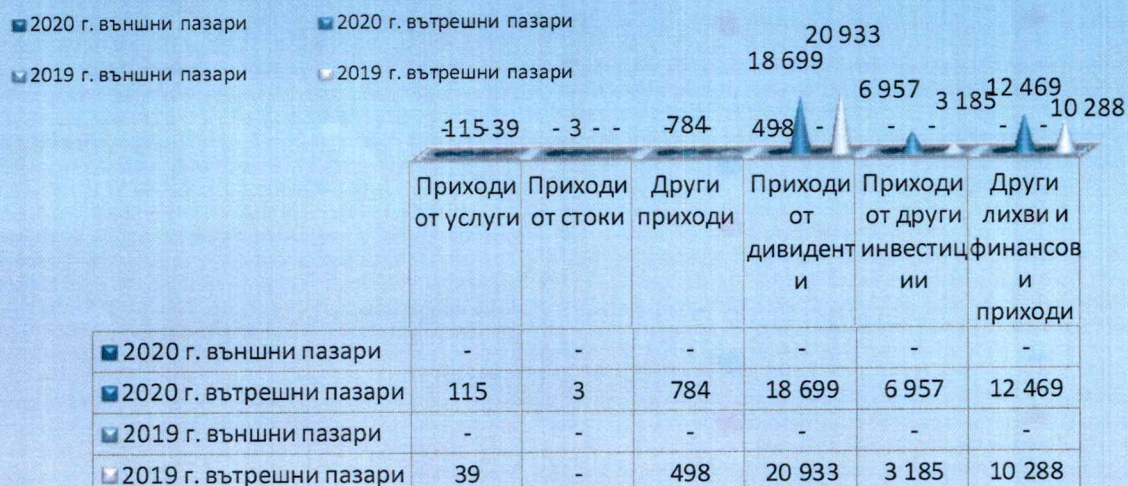 2020 г. външни пазари
2020 г. вътрешни пазари
2019 г. външни пазари
2019 г. вътрешни пазари
20 933
18 699
6 957
3 185
12 469
10 288
-115-39
- 3 - -
-784-
498 -
- -
- -
Приходи от услуги
Приходи от стоки
Други приходи
Приходи от дивидент и
Приходи от други инвестиц ии
Други лихви и финансов и приходи
2020 г. външни пазари - - - - - -
2020 г. вътрешни пазари 115 3 784 18 699 6 957 12 469
2019 г. външни пазари - - - - - -
2019 г. вътрешни пазари 39 - 498 20 933 3 185 10 288